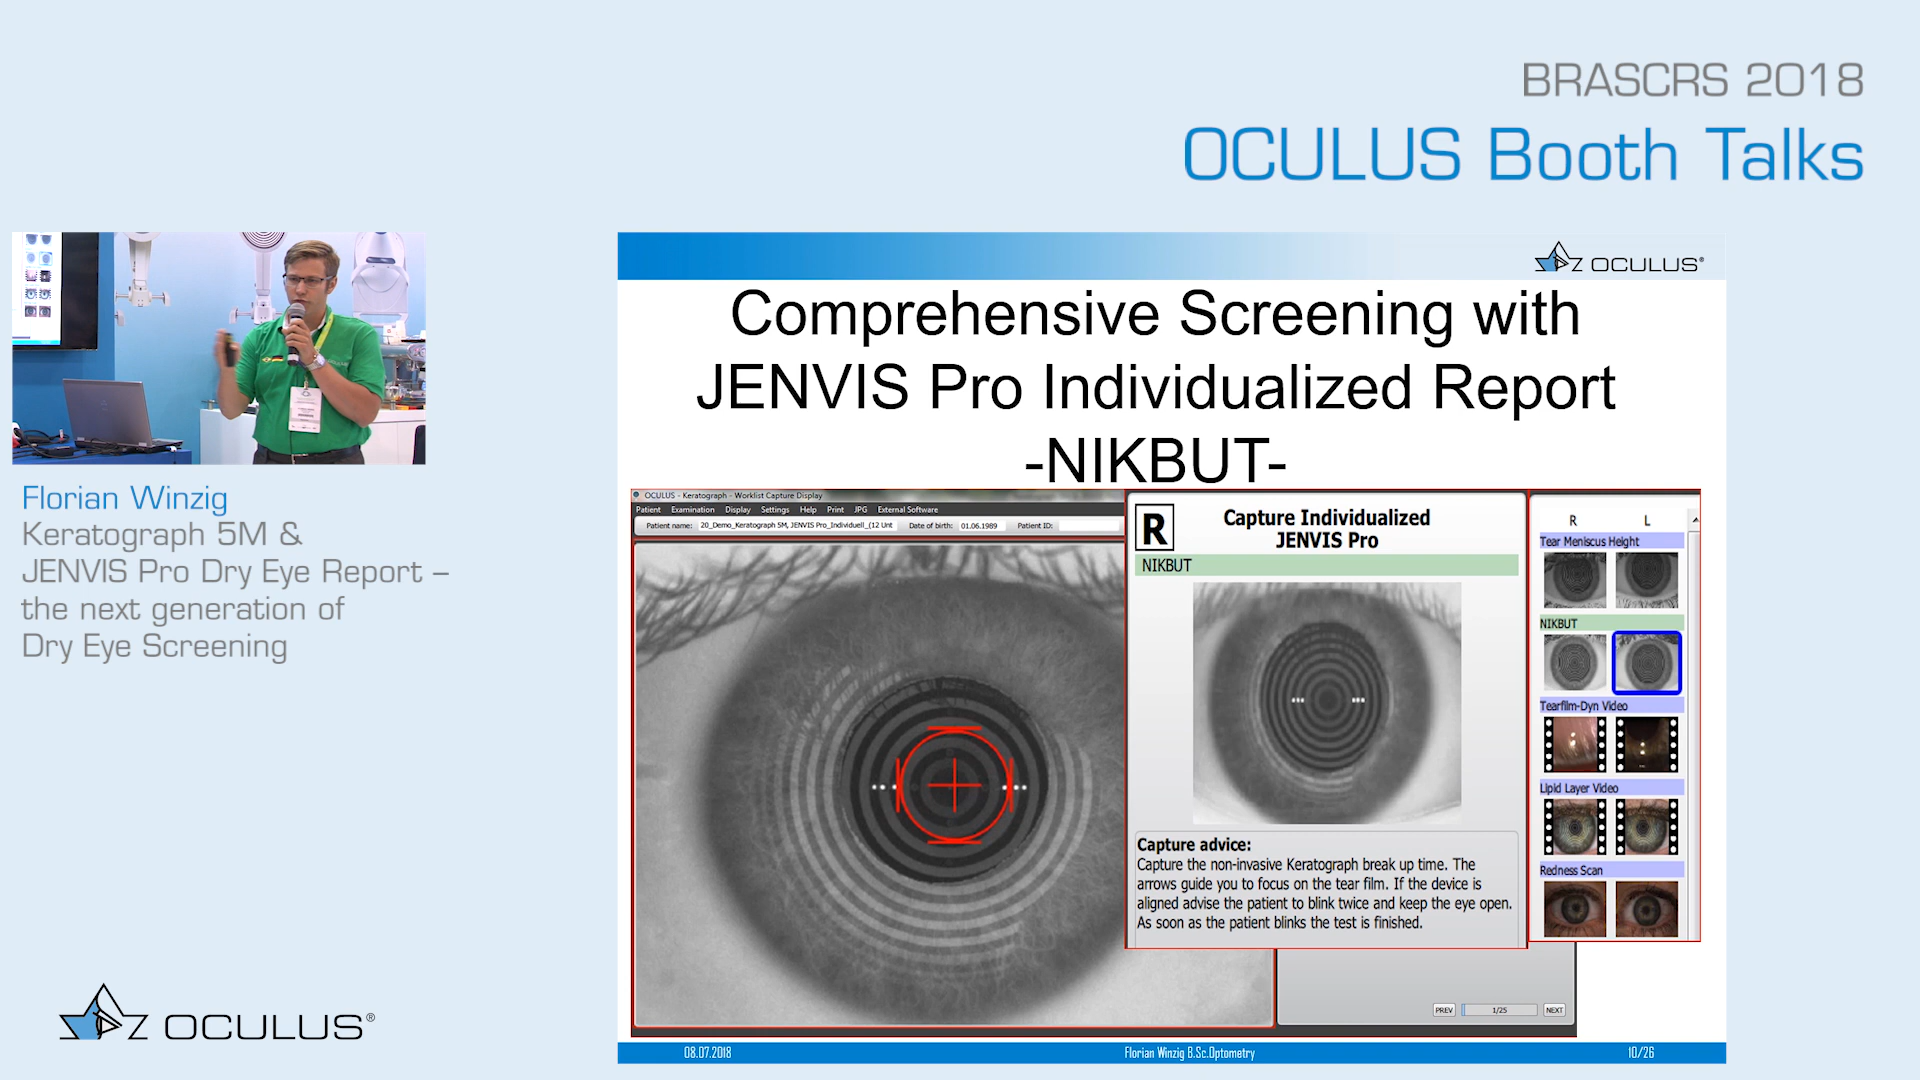 BRASCRS 2018
OCULUS Booth Talks
Florian Winzig
Keratograph 5M &
JENVIS Pro Dry Eye Report –
the next generation of
Dry Eye Screening
OCULUS®
OCULUS®
Comprehensive Screening with
JENVIS Pro Individualized Report
-NIKBUT-
OCULUS - Keratograph - Worklist Capture Display
Patient Examination Display Settings Help Print JPG External Software
Patient name: 20_Demo_Keratograph 5M, JENVIS Pro_Individuell_(12 Unt Date of birth: 01.06.1989 Patient ID:
R
Capture Individualized
JENVIS Pro
NIKBUT
Capture advice:
Capture the non-invasive Keratograph break up time. The
arrows guide you to focus on the tear film. If the device is
aligned advise the patient to blink twice and keep the eye open.
As soon as the patient blinks the test is finished.
R L
Tear Meniscus Height
NIKBUT
Tearfilm-Dyn Video
Lipid Layer Video
Redness Scan
PREV 1/25 NEXT
08.07.2018 Florian Winzig B.Sc.Optometry 10/26